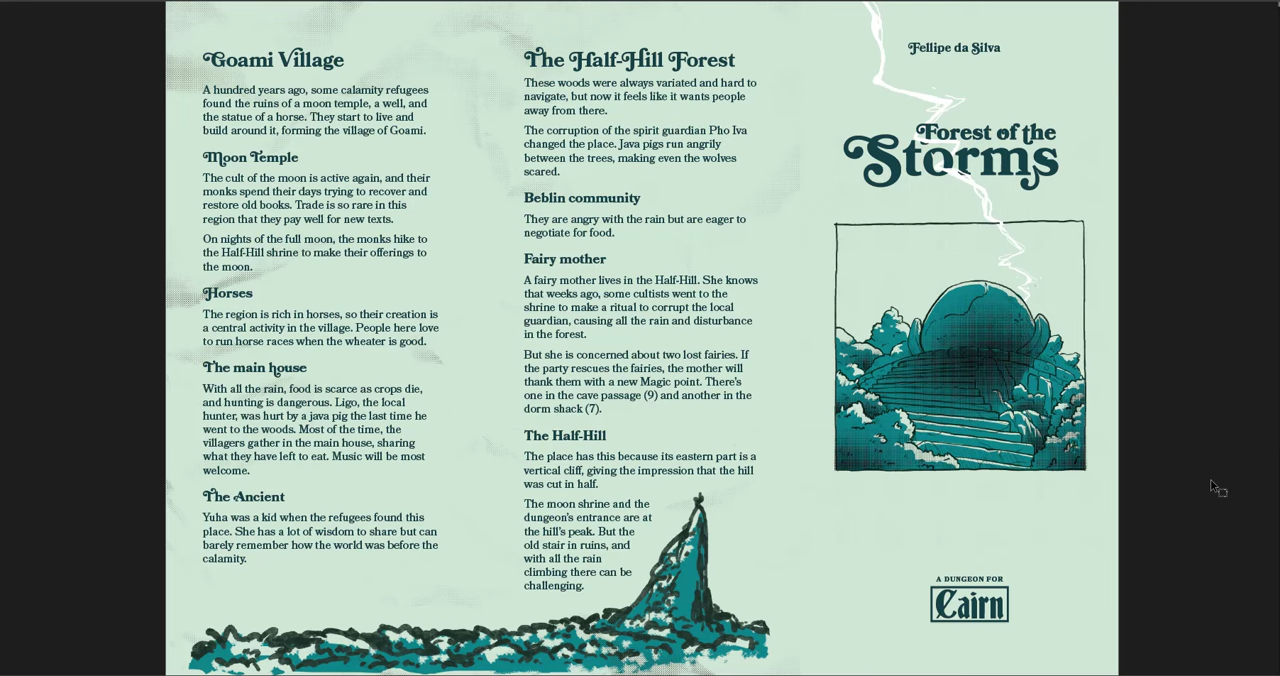 Goami Village
A hundred years ago, some calamity refugees
found the ruins of a moon temple, a well, and
the statue of a horse. They start to live and
build around it, forming the village of Goami.
Moon Temple
The cult of the moon is active again, and their
monks spend their days trying to recover and
restore old books. Trade is so rare in this
region that they pay well for new texts.
On nights of the full moon, the monks hike to
the Half-Hill shrine to make their offerings to
the moon.
Horses
The region is rich in horses, so their creation is
a central activity in the village. People here love
to run horse races when the wheater is good.
The main house
With all the rain, food is scarce as crops die,
and hunting is dangerous. Ligo, the local
hunter, was hurt by a java pig the last time he
went to the woods. Most of the time, the
villagers gather in the main house, sharing
what they have left to eat. Music will be most
welcome.
The Ancient
Yuha was a kid when the refugees found this
place. She has a lot of wisdom to share but can
barely remember how the world was before the
calamity.
The Half-Hill Forest
These woods were always variated and hard to
navigate, but now it feels like it wants people
away from there.
The corruption of the spirit guardian Pho Iva
changed the place. Java pigs run angrily
between the trees, making even the wolves
scared.
Beblin community
They are angry with the rain but are eager to
negotiate for food.
Fairy mother
A fairy mother lives in the Half-Hill. She knows
that weeks ago, some cultists went to the
shrine to make a ritual to corrupt the local
guardian, causing all the rain and disturbance
in the forest.
But she is concerned about two lost fairies. If
the party rescues the fairies, the mother will
thank them with a new Magic point. There's
one in the cave passage (9) and another in the
dorm shack (7).
The Half-Hill
The place has this because its eastern part is a
vertical cliff, giving the impression that the hill
was cut in half.
The moon shrine and the
dungeon's entrance are at
the hill's peak. But the
old stair in ruins, and
with all the rain
climbing there can be
challenging.
Fellipe da Silva
Forest of the
Storms
A DUNGEON FOR
Cairn